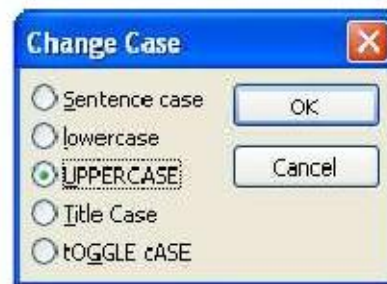 Change Case
Sentence case
OK
lowercase
UPPERCASE
Cancel
Title Case
tOGGLE cASE